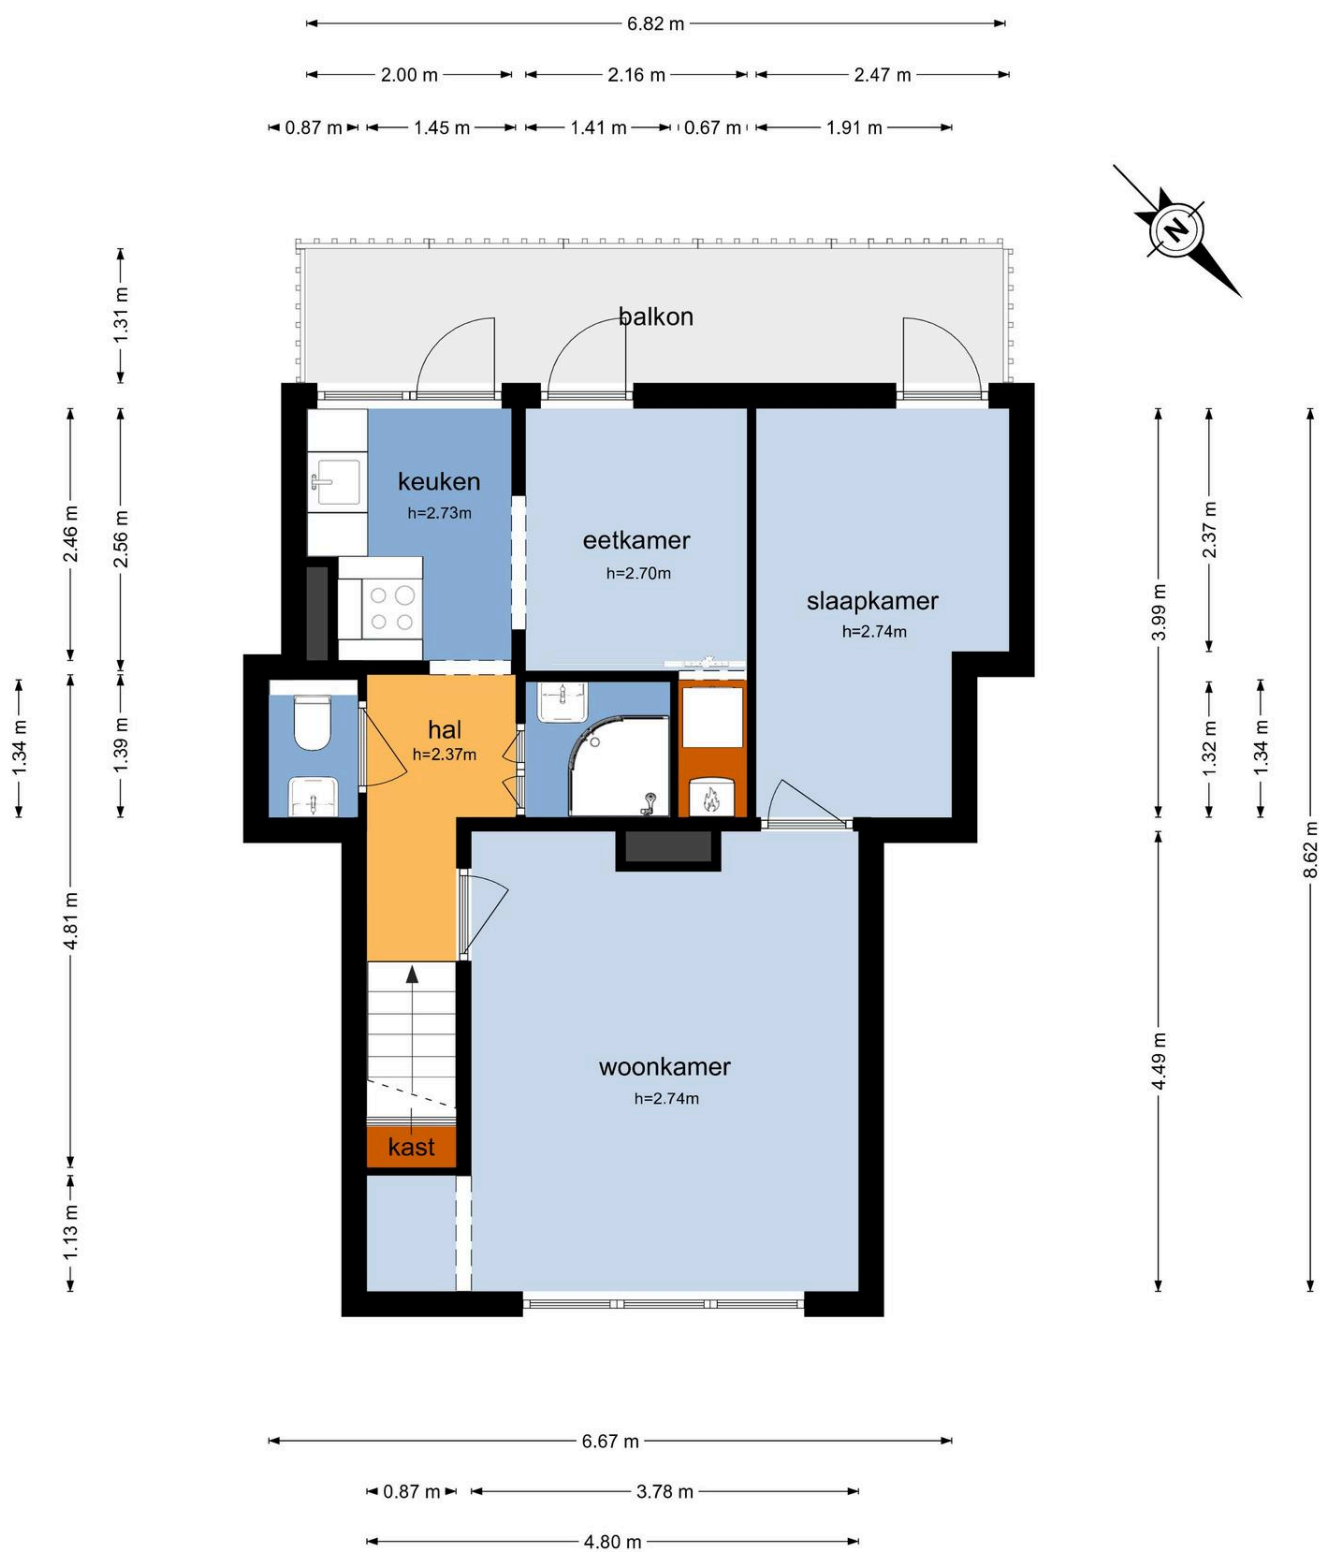 6.82 m
2.00 m 2.16 m 2.47 m
0.87 m 1.45 m 1.41 m 0.67 m 1.91 m
N
1.31 m
balkon
2.46 m
2.56 m
keuken
h=2.73m
eetkamer
h=2.70m
slaapkamer
h=2.74m
3.99 m
2.37 m
1.34 m
1.39 m
hal
h=2.37m
1.32 m
1.34 m
8.62 m
4.81 m
woonkamer
h=2.74m
4.49 m
kast
1.13 m
6.67 m
0.87 m 3.78 m
4.80 m